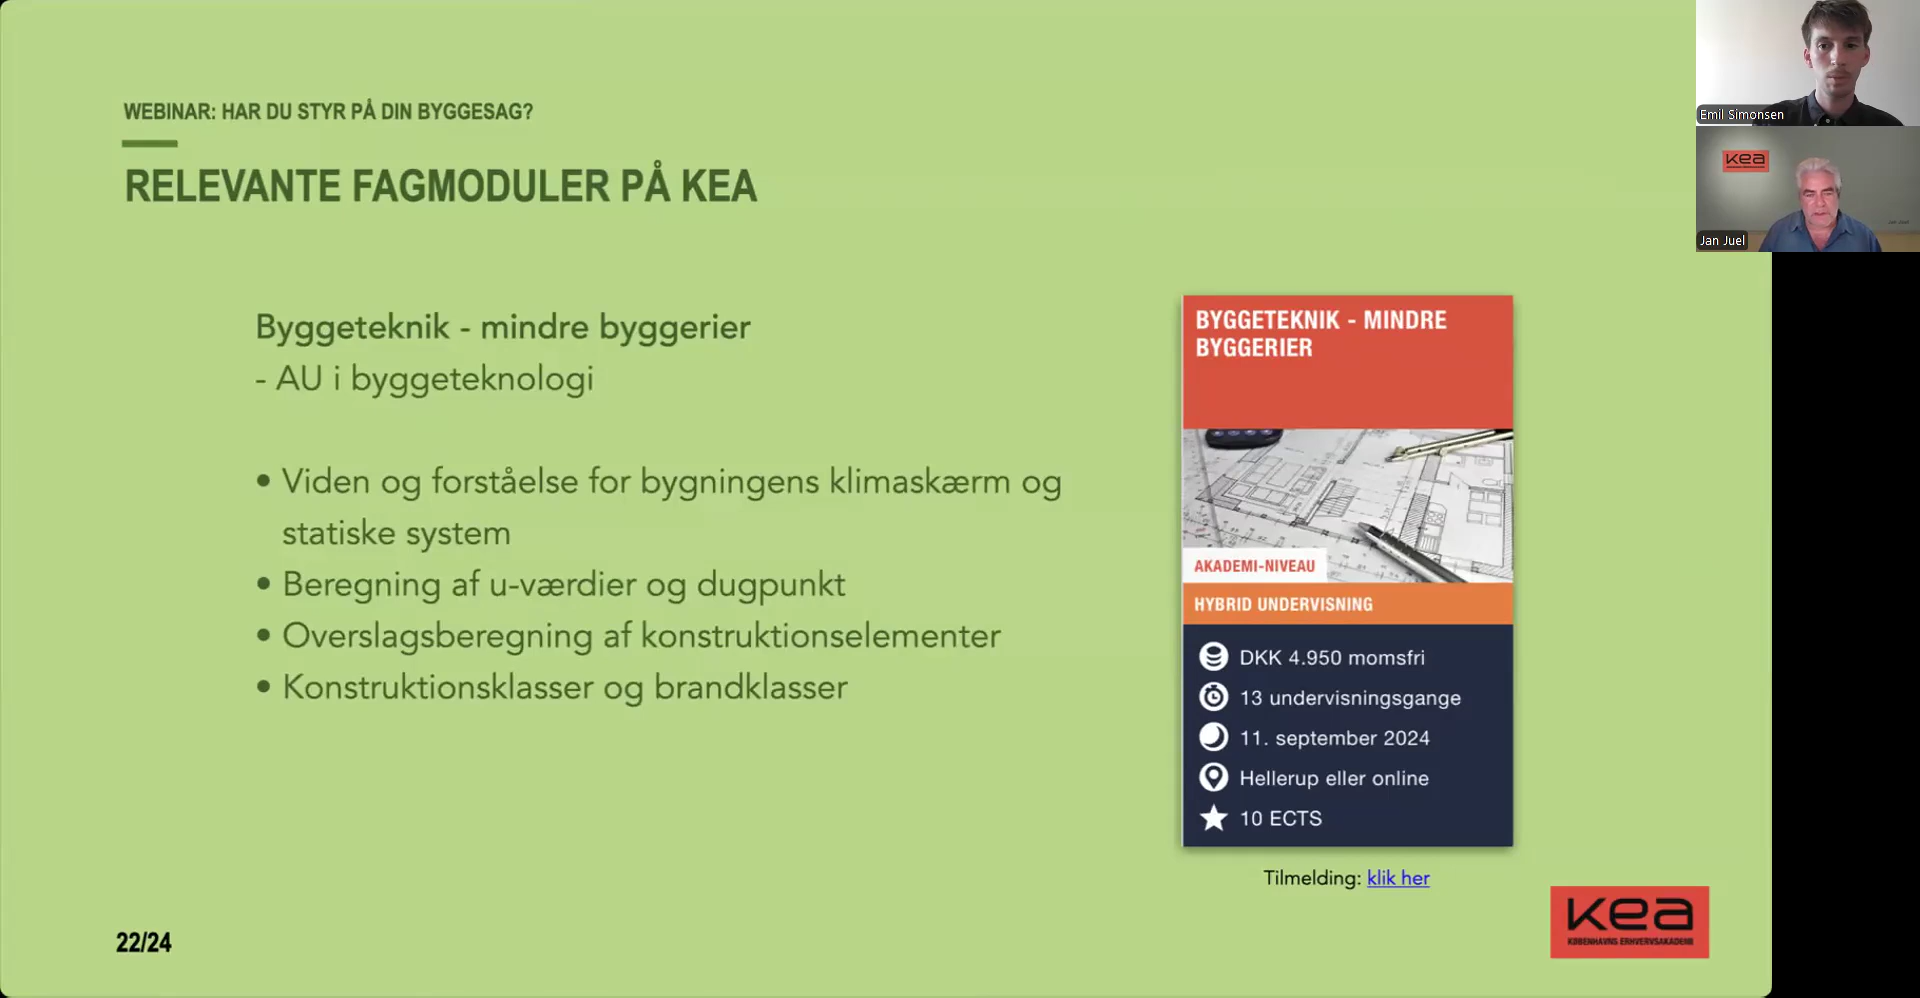 WEBINAR: HAR DU STYR PÅ DIN BYGGESAG?
RELEVANTE FAGMODULER PÅ KEA
Byggeteknik - mindre byggerier
- AU i byggeteknologi
• Viden og forståelse for bygningens klimaskærm og
statiske system
• Beregning af u-værdier og dugpunkt
• Overslagsberegning af konstruktionselementer
• Konstruktionsklasser og brandklasser
BYGGETEKNIK - MINDRE
BYGGERIER
AKADEMI-NIVEAU
HYBRID UNDERVISNING
DKK 4.950 momsfri
13 undervisningsgange
11. september 2024
Hellerup eller online
10 ECTS
Tilmelding: klik her
22/24
kea
KØBENHAVNS ERHVERVSAKADEMI
Emil Simonsen
kea
Jan Juel